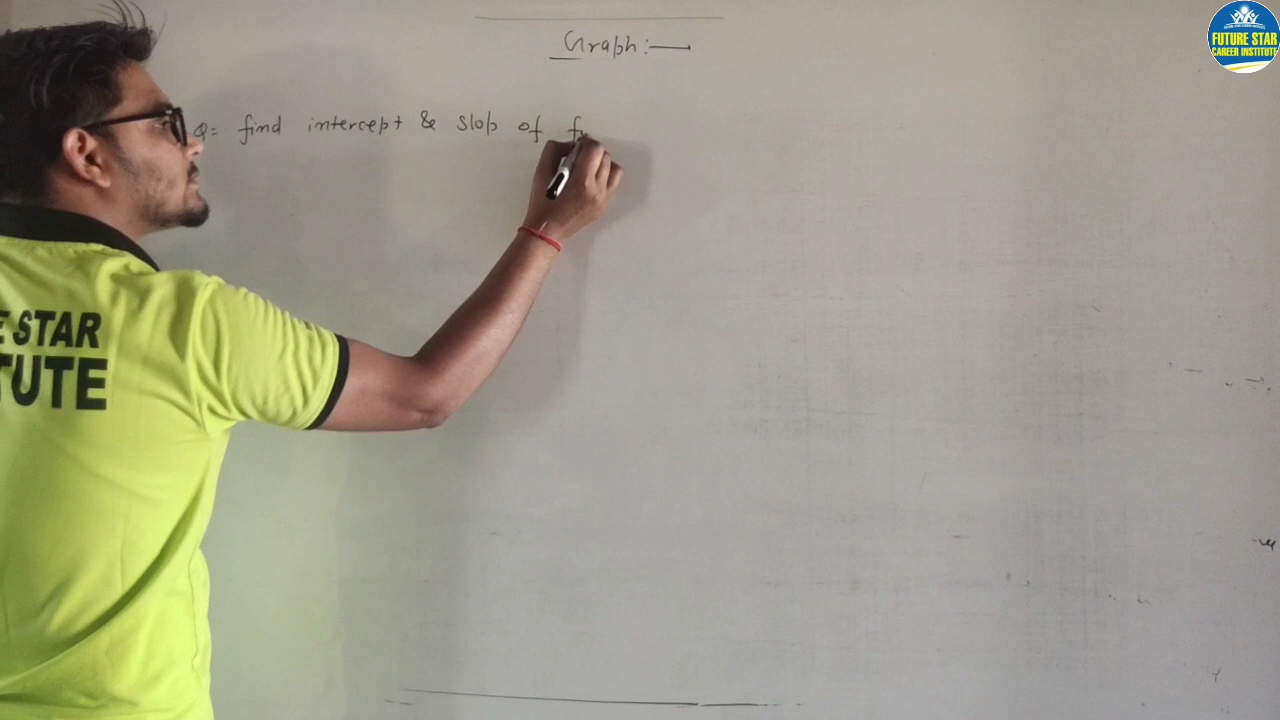 Graph:—
Q= find intercept & slop of
FUTURE STAR
CAREER INSTITUTE
E STAR
TUTE